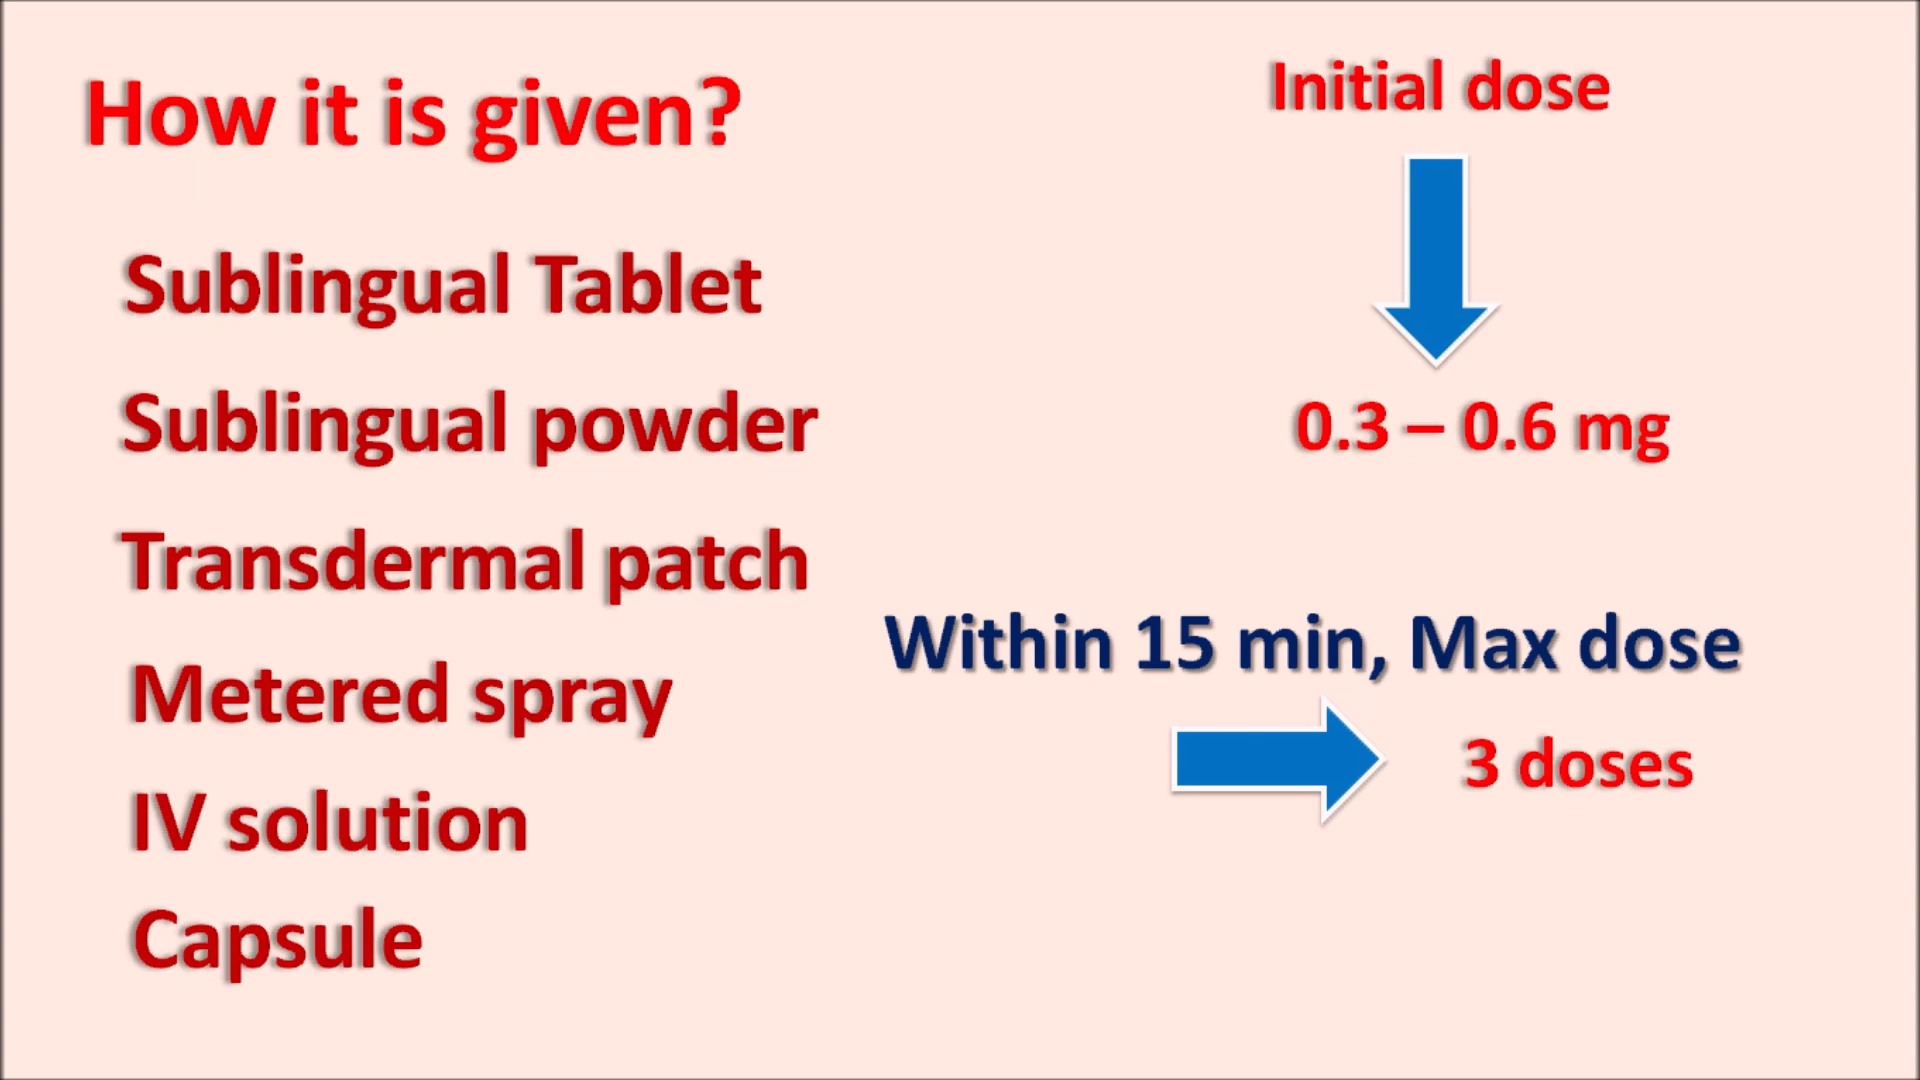 How it is given?
Sublingual Tablet
Sublingual powder
Transdermal patch
Metered spray
IV solution
Capsule
Initial dose
0.3 – 0.6 mg
Within 15 min, Max dose
3 doses